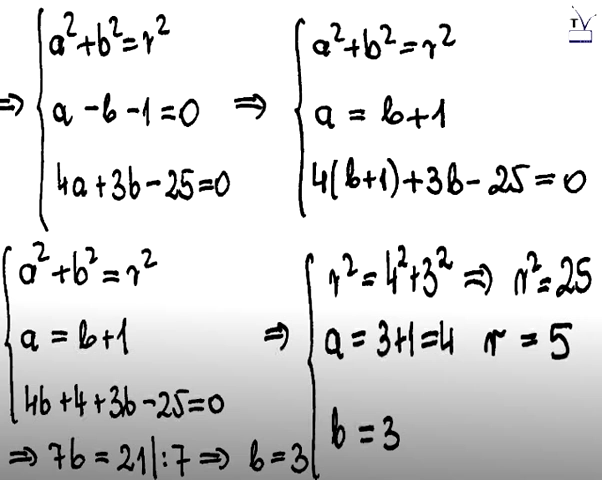 a²+b²=r²
⇒ a-b-1=0 ⇒
4a+3b-25=0
a²+b²=r²
a=b+1
4(b+1)+3b-25=0
a²+b²=r²
a=b+1
4b+4+3b-25=0
⇒ 7b=21|:7 ⇒ b=3
r²=4²+3² ⇒ r²=25
⇒ a=3+1=4 r=5
b=3
TV